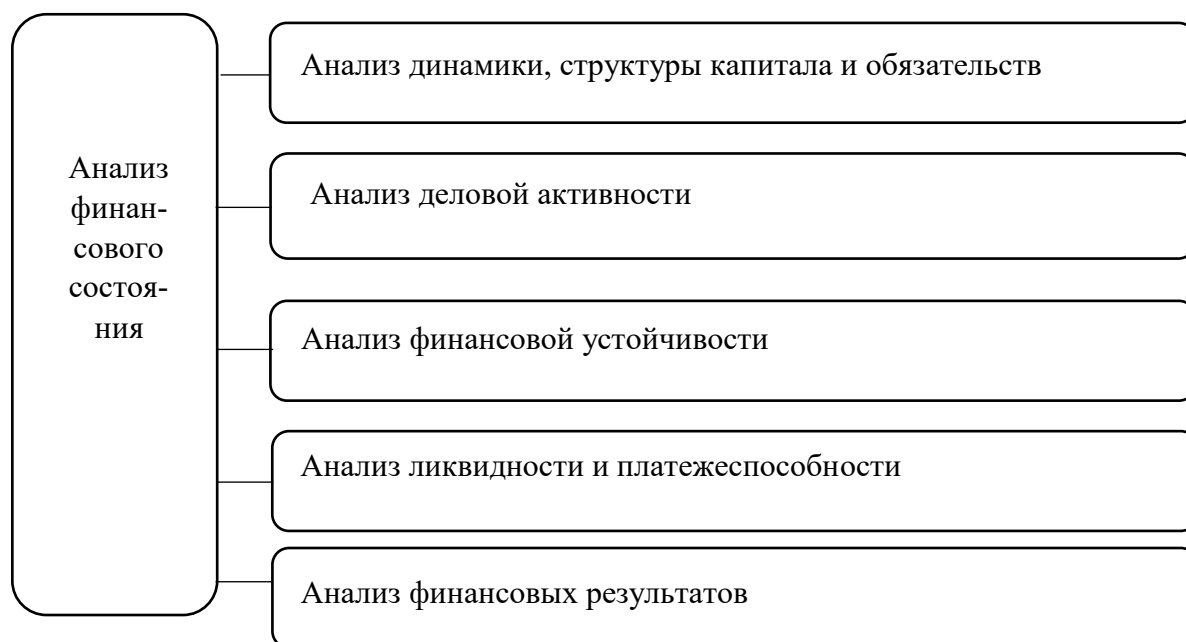 Анализ
финан-
сового
состоя-
ния
Анализ динамики, структуры капитала и обязательств
Анализ деловой активности
Анализ финансовой устойчивости
Анализ ликвидности и платежеспособности
Анализ финансовых результатов